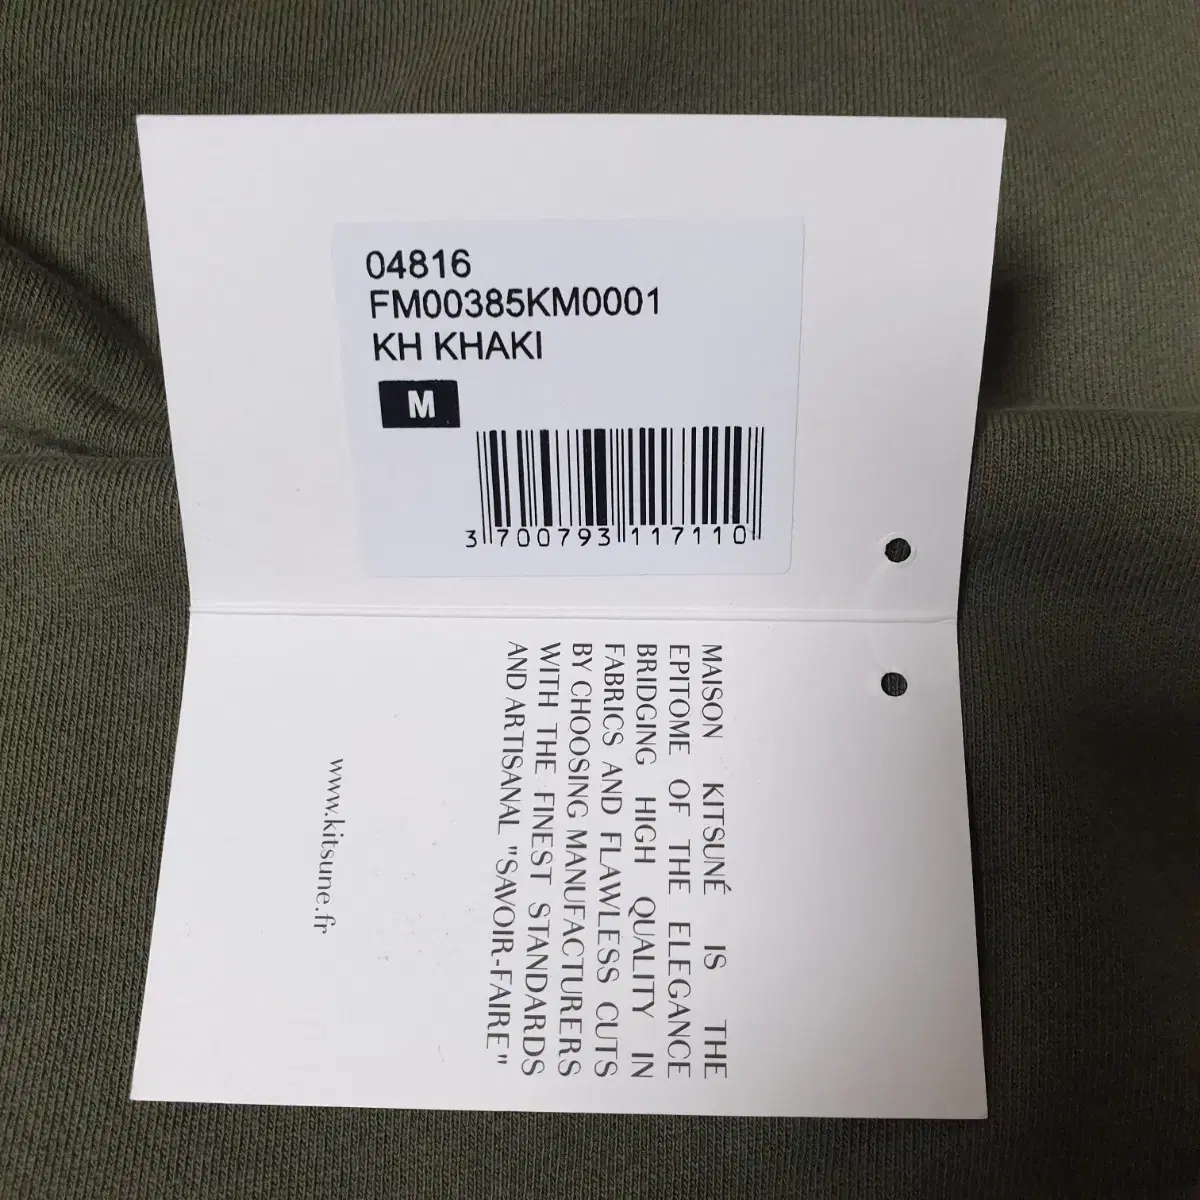 04816
FM00385KM0001
KH KHAKI
M
3 700793 117110
MAISON KITSUNÉ IS THE
EPITOME OF THE ELEGANCE
BRIDGING HIGH QUALITY IN
FABRICS AND FLAWLESS CUTS
BY CHOOSING MANUFACTURERS
WITH THE FINEST STANDARDS
AND ARTISANAL "SAVOIR-FAIRE"
www.kitsune.fr